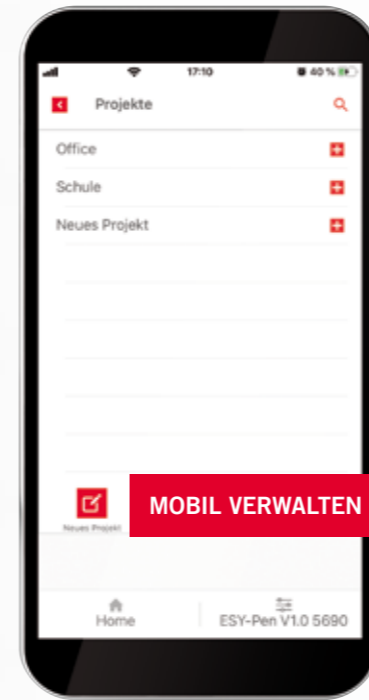 17:10 40 %
Projekte
Office
Schule
Neues Projekt
Neues Projekt
MOBIL VERWALTEN
Home
ESY-Pen V1.0 5690